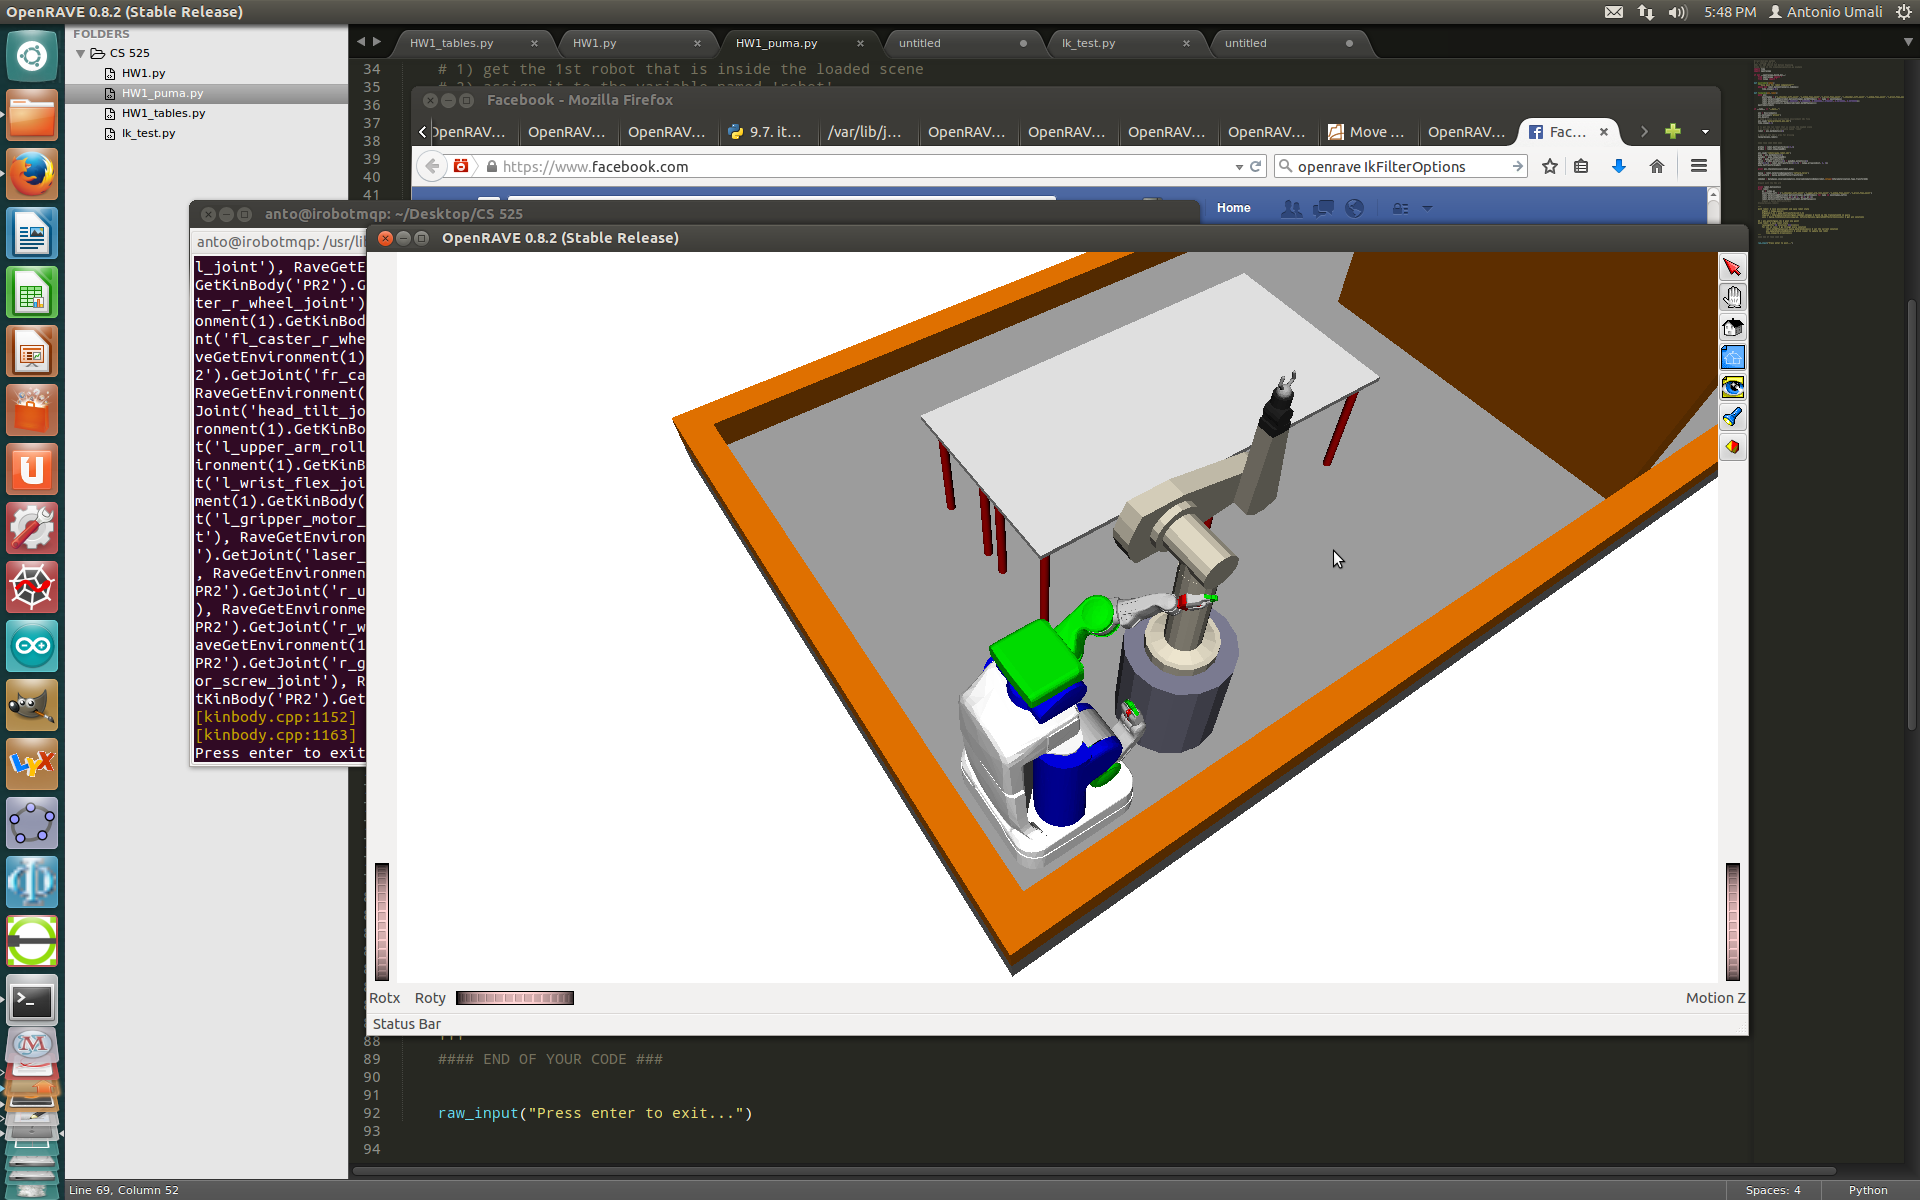 OpenRAVE 0.8.2 (Stable Release)
5:48 PM
Antonio Umali
FOLDERS
CS 525
HW1.py
HW1_puma.py
HW1_tables.py
lk_test.py
HW1_tables.py
HW1.py
HW1_puma.py
untitled
lk_test.py
untitled
34
# 1) get the 1st robot that is inside the loaded scene
36
37
38
39
40
41
Facebook - Mozilla Firefox
OpenRAV...
OpenRAV...
OpenRAV...
9.7. it...
/var/lib/j...
OpenRAV...
OpenRAV...
OpenRAV...
OpenRAV...
Move ...
OpenRAV...
Fac...
https://www.facebook.com
openrave IkFilterOptions
Home
anto@irobotmqp: ~/Desktop/CS 525
anto@irobotmqp: /usr/li
l_joint'), RaveGetE
GetKinBody('PR2').G
ter_r_wheel_joint')
onment(1).GetKinBod
nt('fl_caster_r_whe
veGetEnvironment(1)
2').GetJoint('fr_ca
RaveGetEnvironment(
Joint('head_tilt_jo
ronment(1).GetKinBo
t('l_upper_arm_roll
ironment(1).GetKinB
t('l_wrist_flex_joi
ment(1).GetKinBody(
t('l_gripper_motor_
t'), RaveGetEnviron
').GetJoint('laser_
, RaveGetEnvironmen
PR2').GetJoint('r_u
), RaveGetEnvironme
PR2').GetJoint('r_w
aveGetEnvironment(1
PR2').GetJoint('r_g
or_screw_joint'), R
tKinBody('PR2').Get
[kinbody.cpp:1152]
[kinbody.cpp:1163]
Press enter to exit
OpenRAVE 0.8.2 (Stable Release)
Rotx
Roty
Motion Z
Status Bar
88
89 #### END OF YOUR CODE ###
90
91
92 raw_input("Press enter to exit...")
93
94
Line 69, Column 52
Spaces: 4
Python